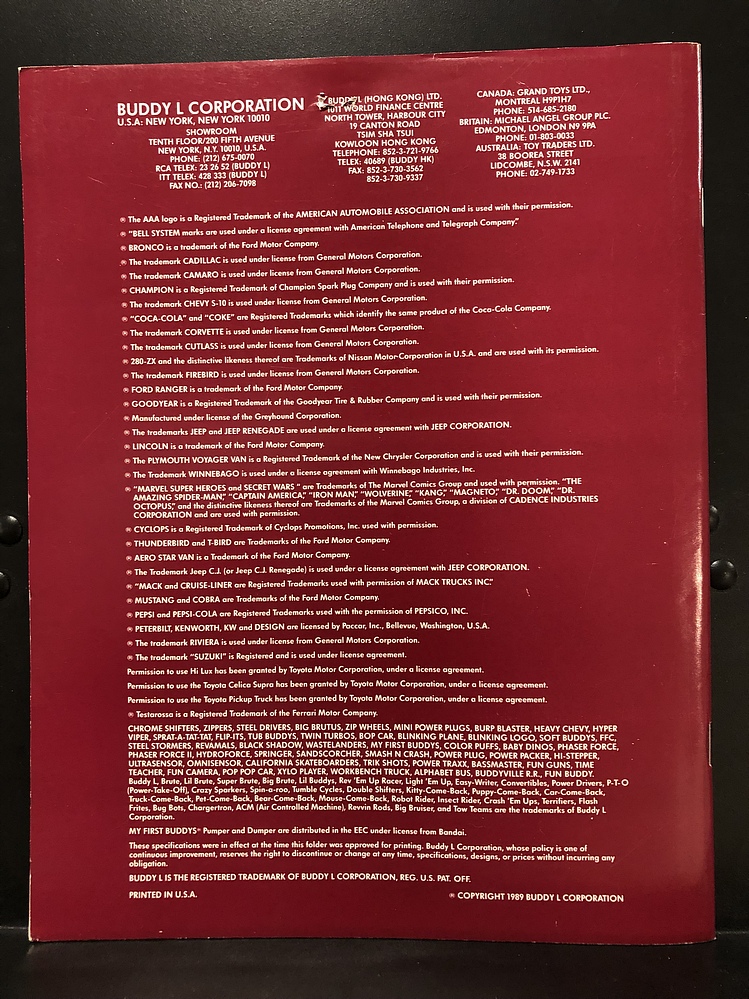 BUDDY L CORPORATION
U.S.A: NEW YORK, NEW YORK 10010
SHOWROOM
TENTH FLOOR/200 FIFTH AVENUE
NEW YORK, N.Y. 10010, U.S.A.
PHONE: (212) 675-0070
RCA TELEX: 23 26 52 (BUDDY L)
ITT TELEX: 428 333 (BUDDY L)
FAX NO.: (212) 206-7098
(HONG KONG) LTD.
WORLD FINANCE CENTRE
NORTH TOWER, HARBOUR CITY
19 CANTON ROAD
TSIM SHA TSUI
KOWLOON HONG KONG
TELEPHONE: 852-3-721-9766
TELEX: 40689 (BUDDY HK)
FAX: 852-3-730-3562
852-3-730-9337
CANADA: GRAND TOYS LTD.,
MONTREAL H9P1H7
PHONE: 514-685-2180
BRITAIN: MICHAEL ANGEL GROUP PLC.
EDMONTON, LONDON N9 9PA
PHONE: 01-803-0033
AUSTRALIA: TOY TRADERS LTD.
38 BOOREA STREET
LIDCOMBE, N.S.W. 2141
PHONE: 02-749-1733
® The AAA logo is a Registered Trademark of the AMERICAN AUTOMOBILE ASSOCIATION and is used with their permission.
® "BELL SYSTEM marks are used under a license agreement with American Telephone and Telegraph Company."
® BRONCO is a trademark of the Ford Motor Company.
® The trademark CADILLAC is used under license from General Motors Corporation.
® The trademark CAMARO is used under license from General Motors Corporation.
® CHAMPION is a Registered Trademark of Champion Spark Plug Company and is used with their permission.
® The trademark CHEVY S-10 is used under license from General Motors Corporation.
® "COCA-COLA" and "COKE" are Registered Trademarks which identify the same product of the Coca-Cola Company.
® The trademark CORVETTE is used under license from General Motors Corporation.
® The trademark CUTLASS is used under license from General Motors Corporation.
® 280-ZX and the distinctive likeness thereof are Trademarks of Nissan Motor Corporation in U.S.A. and are used with its permission.
® The trademark FIREBIRD is used under license from General Motors Corporation.
® FORD RANGER is a trademark of the Ford Motor Company.
® GOODYEAR is a Registered Trademark of the Goodyear Tire & Rubber Company and is used with their permission.
® Manufactured under license of the Greyhound Corporation.
® The trademarks JEEP and JEEP RENEGADE are used under a license agreement with JEEP CORPORATION.
® LINCOLN is a trademark of the Ford Motor Company.
® The PLYMOUTH VOYAGER VAN is a Registered Trademark of the New Chrysler Corporation and is used with their permission.
® The Trademark WINNEBAGO is used under a license agreement with Winnebago Industries, Inc.
® "MARVEL SUPER HEROES and SECRET WARS " are Trademarks of The Marvel Comics Group and used with permission. "THE
AMAZING SPIDER-MAN," "CAPTAIN AMERICA," "IRON MAN," "WOLVERINE," "KANG," "MAGNETO," "DR. DOOM," "DR.
OCTOPUS," and the distinctive likeness thereof are Trademarks of the Marvel Comics Group, a division of CADENCE INDUSTRIES
CORPORATION and are used with permission.
® CYCLOPS is a Registered Trademark of Cyclops Promotions, Inc. used with permission.
® THUNDERBIRD and T-BIRD are Trademarks of the Ford Motor Company.
® AERO STAR VAN is a Trademark of the Ford Motor Company.
® The Trademark Jeep C.J. (or Jeep C.J. Renegade) is used under a license agreement with JEEP CORPORATION.
® "MACK and CRUISE-LINER are Registered Trademarks used with permission of MACK TRUCKS INC."
® MUSTANG and COBRA are Trademarks of the Ford Motor Company.
® PEPSI and PEPSI-COLA are Registered Trademarks used with the permission of PEPSICO, INC.
® PETERBILT, KENWORTH, KW and DESIGN are licensed by Paccar, Inc., Bellevue, Washington, U.S.A.
® The trademark RIVIERA is used under license from General Motors Corporation.
® The trademark "SUZUKI" is Registered and is used under license agreement.
Permission to use Hi Lux has been granted by Toyota Motor Corporation, under a license agreement.
Permission to use the Toyota Celica Supra has been granted by Toyota Motor Corporation, under a license agreement.
Permission to use the Toyota Pickup Truck has been granted by Toyota Motor Corporation, under a license agreement.
® Testarossa is a Registered Trademark of the Ferrari Motor Company.
CHROME SHIFTERS, ZIPPERS, STEEL DRIVERS, BIG BRUTUS, ZIP WHEELS, MINI POWER PLUGS, BURP BLASTER, HEAVY CHEVY, HYPER
VIPER, SPRAT-A-TAT-TAT, FLIP-ITS, TUB BUDDYS, TWIN TURBOS, BOP CAR, BLINKING PLANE, BLINKING LOGO, SOFT BUDDYS, FFC,
STEEL STORMERS, REVAMALS, BLACK SHADOW, WASTELANDERS, MY FIRST BUDDYS, COLOR PUFFS, BABY DINOS, PHASER FORCE,
PHASER FORCE II, HYDROFORCE, SPRINGER, SANDSCORCHER, SMASH N CRASH, POWER PLUG, POWER PACKER, HI-STEPPER,
ULTRASENSOR, OMNISENSOR, CALIFORNIA SKATEBOARDERS, TRIK SHOTS, POWER TRAXX, BASSMASTER, FUN GUNS, TIME
TEACHER, FUN CAMERA, POP POP CAR, XYLO PLAYER, WORKBENCH TRUCK, ALPHABET BUS, BUDDYVILLE R.R., FUN BUDDY.
Buddy L, Brute, Lil Brute, Super Brute, Big Brute, Lil Buddys, Rev 'Em Up Racer, Light 'Em Up, Easy-Writer, Convertibles, Power Drivers, P-T-O
(Power-Take-Off), Crazy Sparkers, Spin-a-roo, Tumble Cycles, Double Shifters, Kitty-Come-Back, Puppy-Come-Back, Car-Come-Back,
Truck-Come-Back, Pet-Come-Back, Bear-Come-Back, Mouse-Come-Back, Robot Rider, Insect Rider, Crash 'Em Ups, Terrifiers, Flash
Frites, Bug Bots, Chargertron, ACM (Air Controlled Machine), Revvin Rods, Big Bruiser, and Tow Teams are the trademarks of Buddy L
Corporation.
MY FIRST BUDDYS® Pumper and Dumper are distributed in the EEC under license from Bandai.
These specifications were in effect at the time this folder was approved for printing. Buddy L Corporation, whose policy is one of
continuous improvement, reserves the right to discontinue or change at any time, specifications, designs, or prices without incurring any
obligation.
BUDDY L IS THE REGISTERED TRADEMARK OF BUDDY L CORPORATION, REG. U.S. PAT. OFF.
PRINTED IN U.S.A.
® COPYRIGHT 1989 BUDDY L CORPORATION